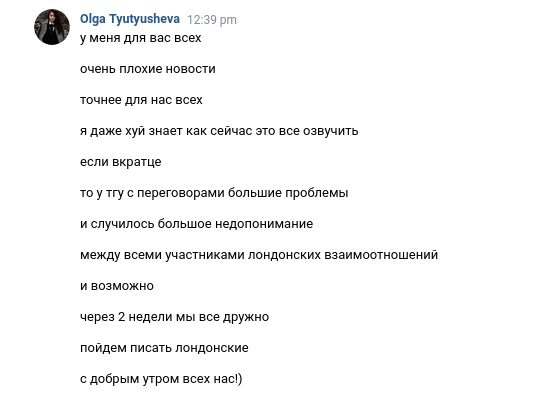 Olga Tyutyusheva 12:39 pm
у меня для вас всех
очень плохие новости
точнее для нас всех
я даже хуй знает как сейчас это все озвучить
если вкратце
то у тгу с переговорами большие проблемы
и случилось большое недопонимание
между всеми участниками лондонских взаимоотношений
и возможно
через 2 недели мы все дружно
пойдем писать лондонские
с добрым утром всех нас!)